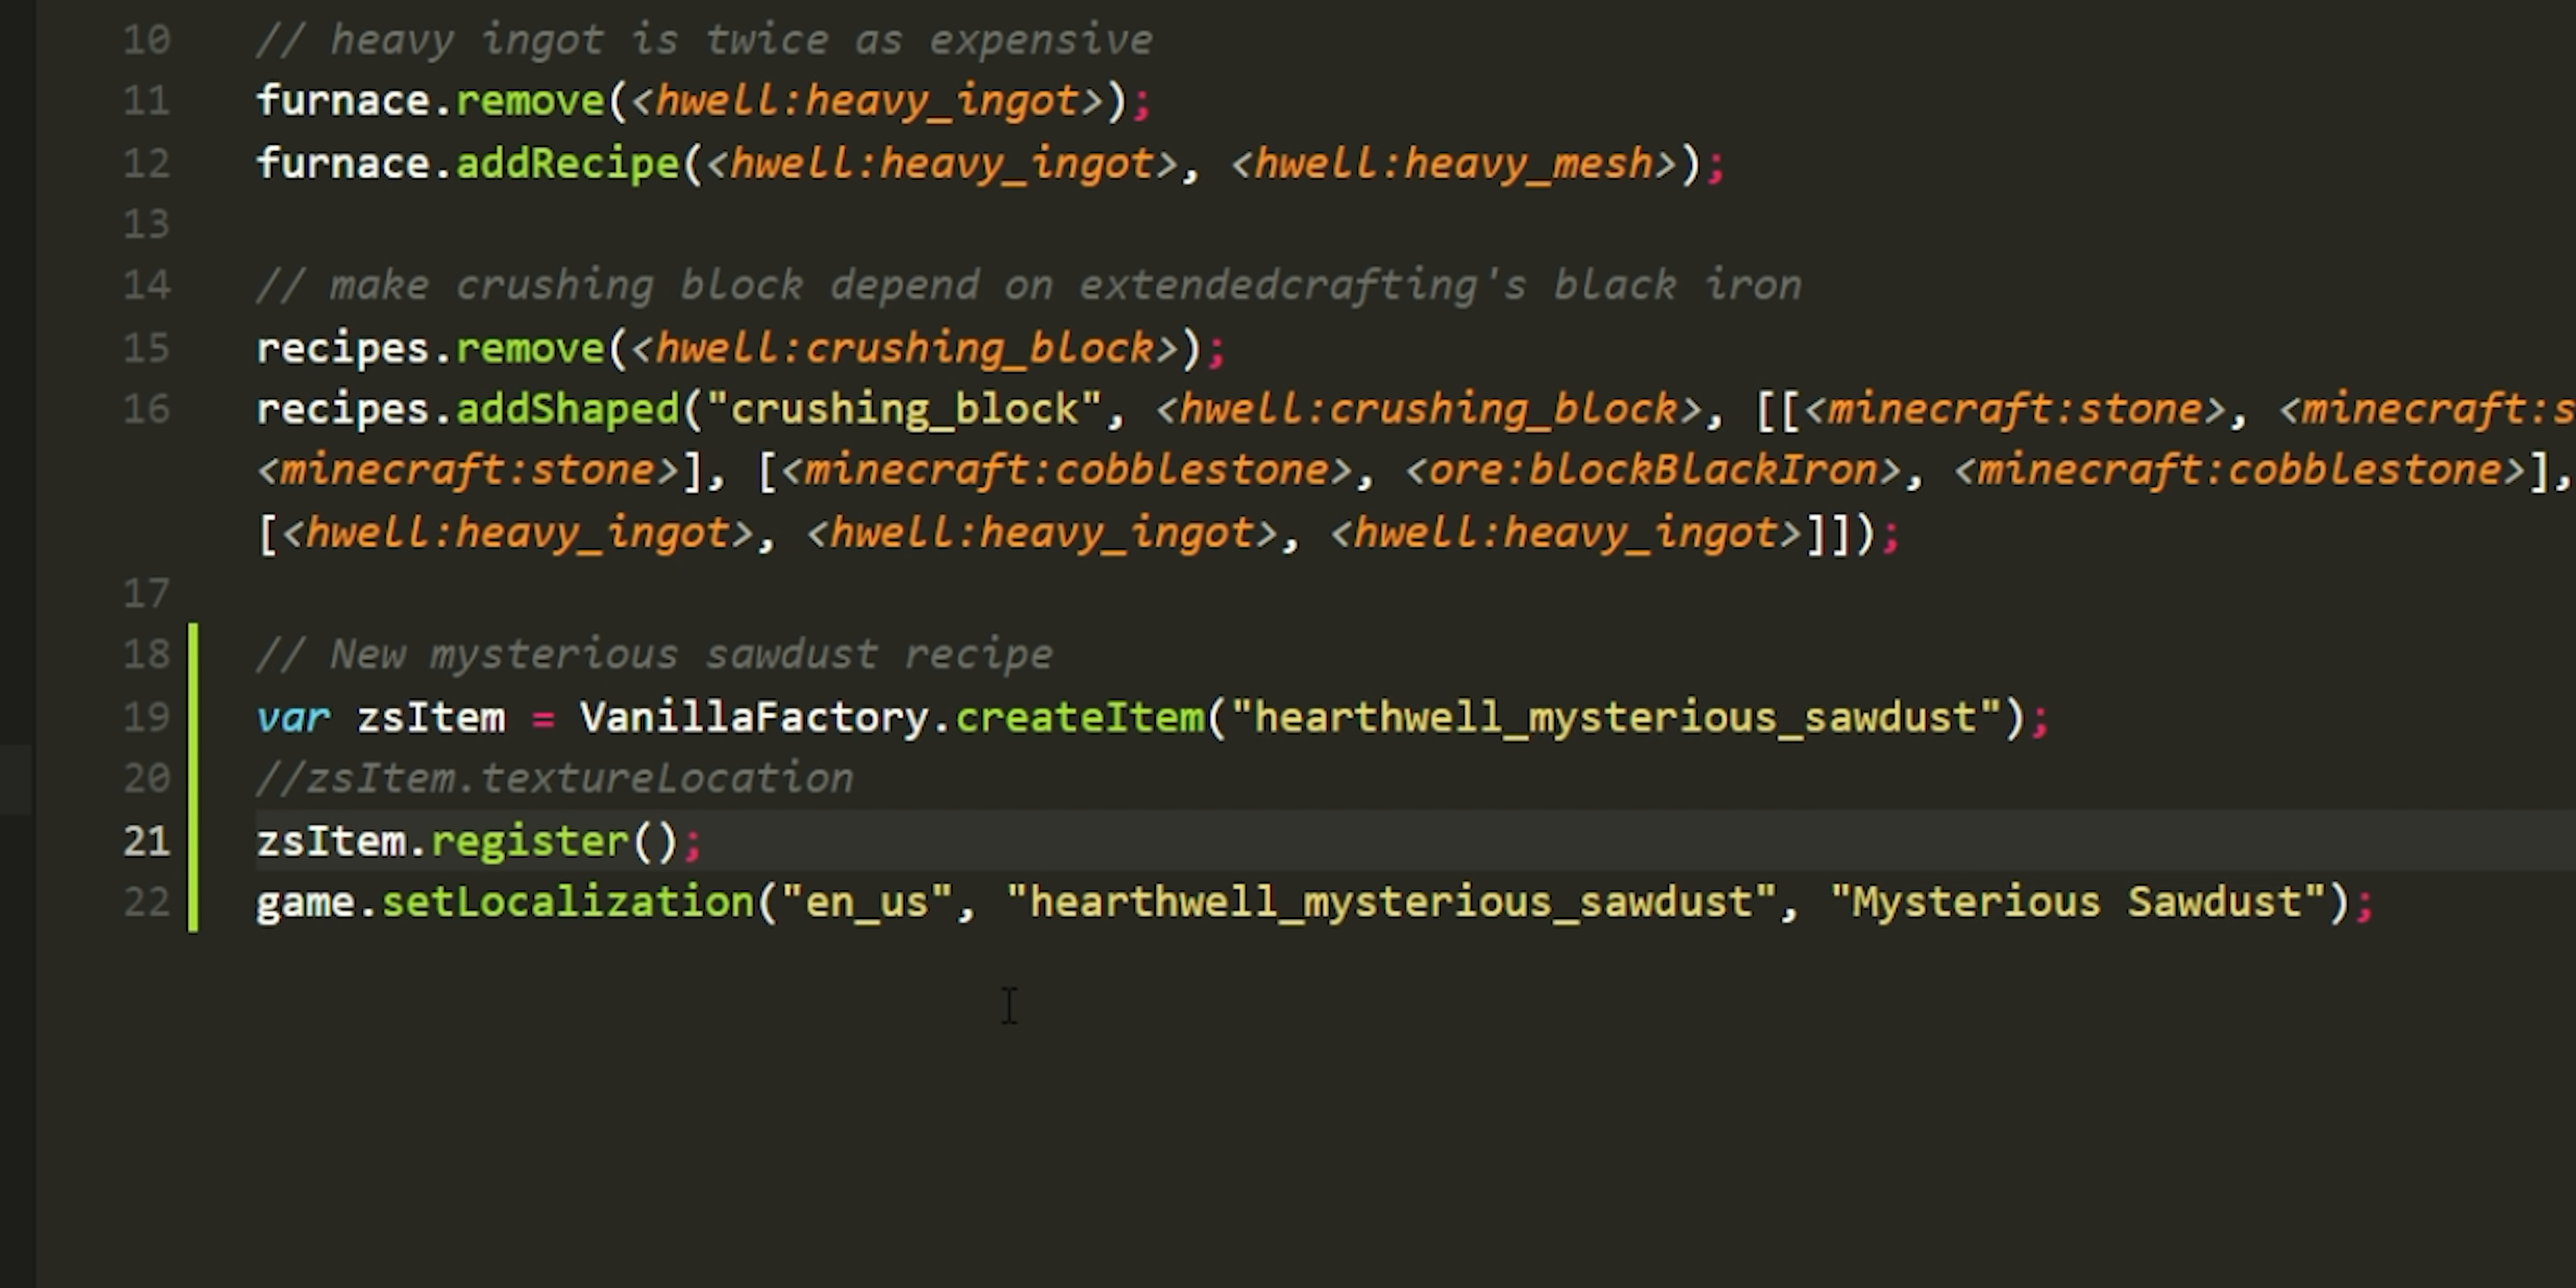 10 // heavy ingot is twice as expensive
11 furnace.remove(<hwell:heavy_ingot>);
12 furnace.addRecipe(<hwell:heavy_ingot>, <hwell:heavy_mesh>);
13
14 // make crushing block depend on extendedcrafting's black iron
15 recipes.remove(<hwell:crushing_block>);
16 recipes.addShaped("crushing_block", <hwell:crushing_block>, [[<minecraft:stone>, <minecraft:s
<minecraft:stone>], [<minecraft:cobblestone>, <ore:blockBlackIron>, <minecraft:cobblestone>],
[<hwell:heavy_ingot>, <hwell:heavy_ingot>, <hwell:heavy_ingot>]]);
17
18 // New mysterious sawdust recipe
19 var zsItem = VanillaFactory.createItem("hearthwell_mysterious_sawdust");
20 //zsItem.textureLocation
21 zsItem.register();
22 game.setLocalization("en_us", "hearthwell_mysterious_sawdust", "Mysterious Sawdust");